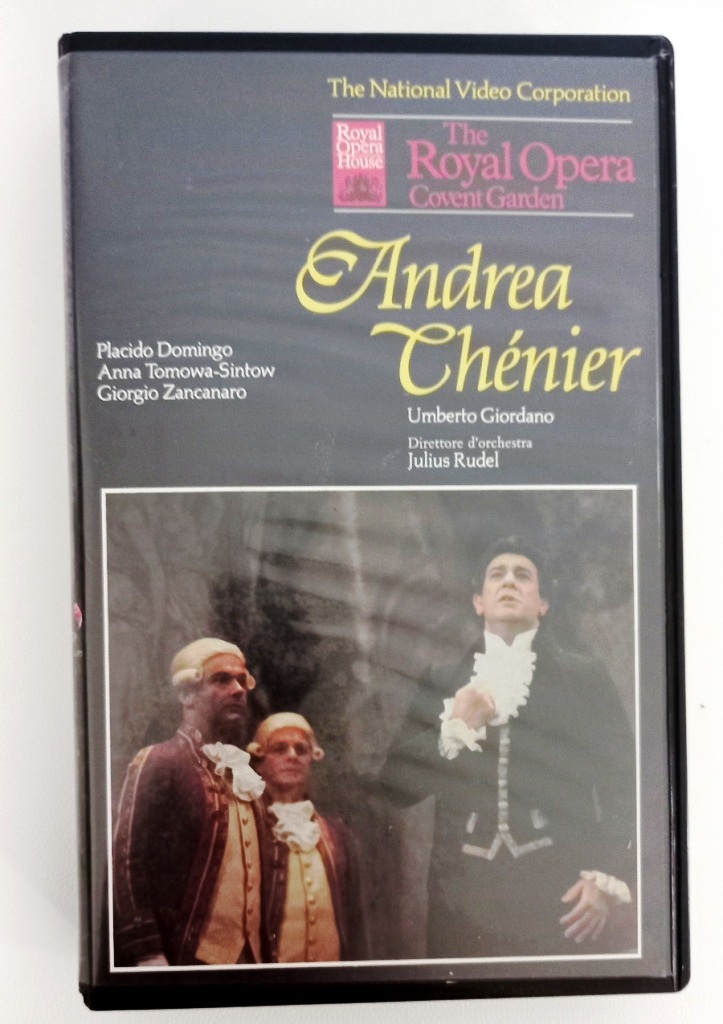 The National Video Corporation
Royal
Opera
House
The
Royal Opera
Covent Garden
Andrea
Chénier
Placido Domingo
Anna Tomowa-Sintow
Giorgio Zancanaro
Umberto Giordano
Direttore d'orchestra
Julius Rudel